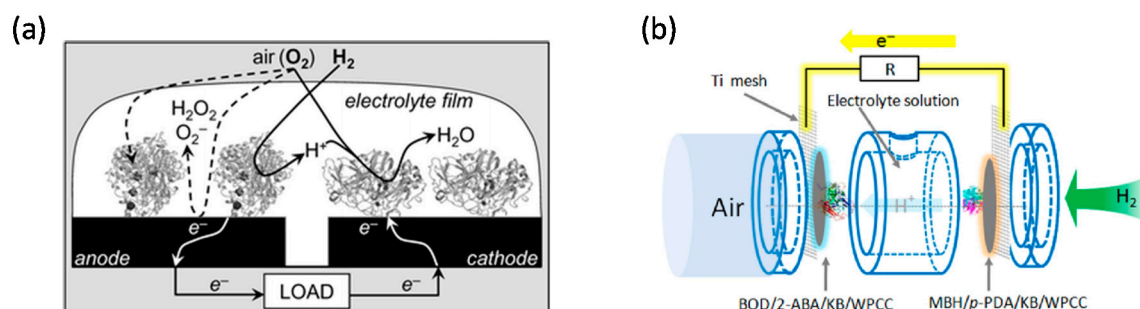 (a)
air (O₂) H₂
electrolyte film
H₂O₂
O₂⁻
H⁺
H₂O
e⁻
e⁻
anode
cathode
e⁻
LOAD
e⁻
(b)
e⁻
R
Ti mesh
Electrolyte solution
Air
H⁺
H₂
BOD/2-ABA/KB/WPCC
MBH/p-PDA/KB/WPCC